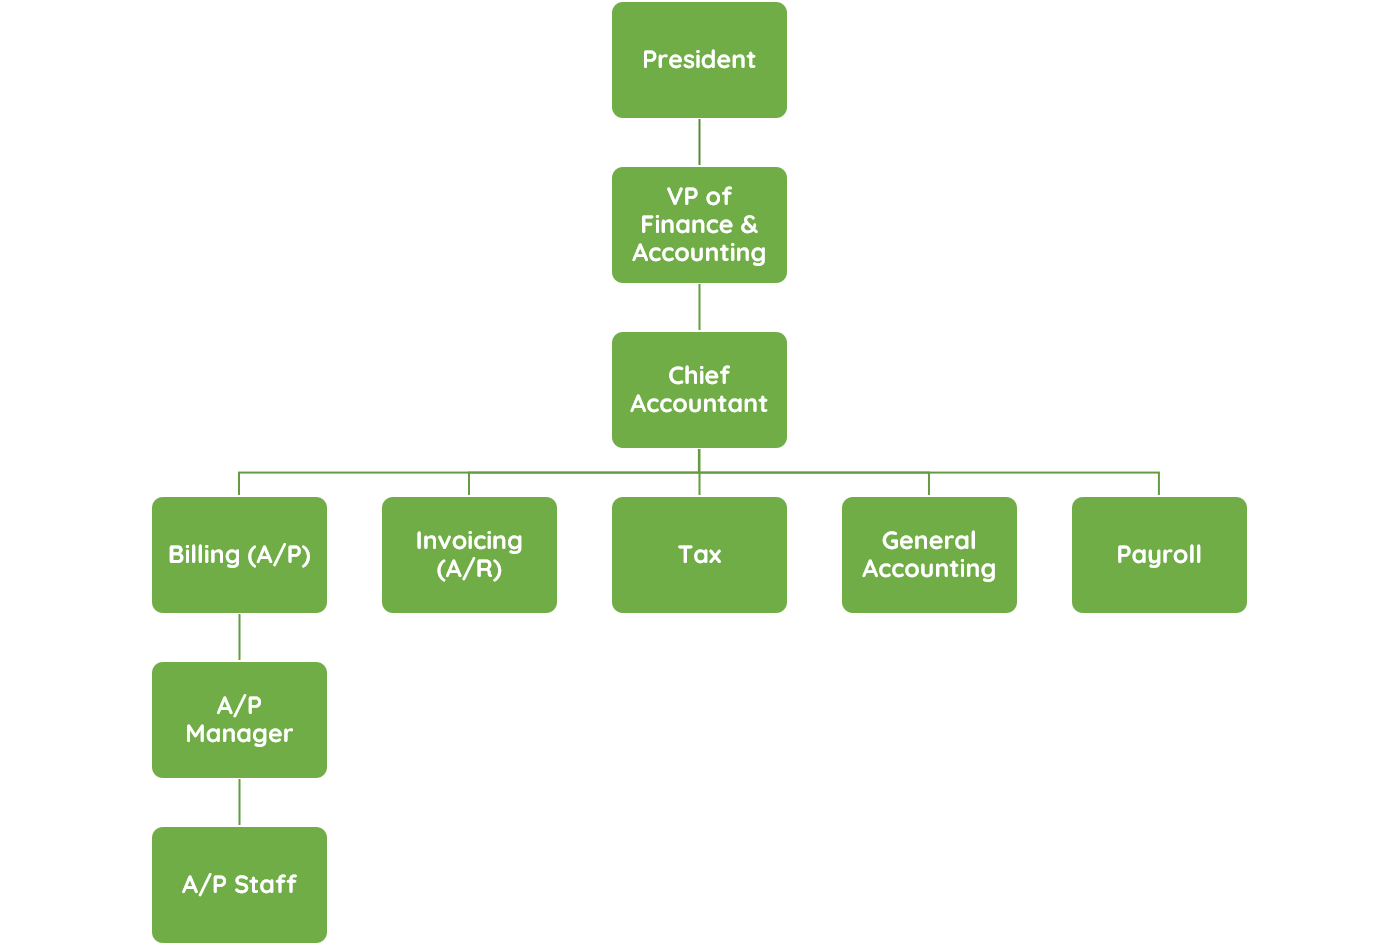 President
VP of
Finance &
Accounting
Chief
Accountant
Billing (A/P)
Invoicing
(A/R)
Tax
General
Accounting
Payroll
A/P
Manager
A/P Staff